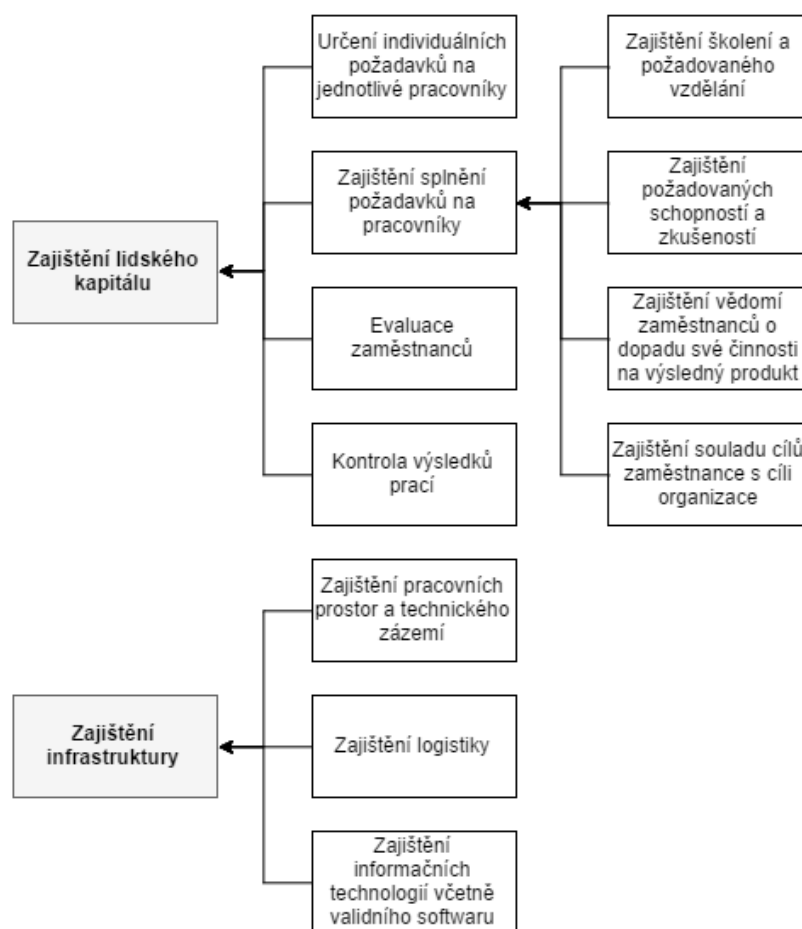 Určení individuálních
požadavků na
jednotlivé pracovníky
Zajištění školení a
požadovaného
vzdělání
Zajištění splnění
požadavků na
pracovníky
Zajištění
požadovaných
schopností a
zkušeností
Zajištění lidského
kapitálu
Evaluace
zaměstnanců
Zajištění vědomí
zaměstnanců o
dopadu své činnosti
na výsledný produkt
Kontrola výsledků
prací
Zajištění souladu cílů
zaměstnance s cíli
organizace
Zajištění pracovních
prostor a technického
zázemí
Zajištění
infrastruktury
Zajištění logistiky
Zajištění
informačních
technologií včetně
validního softwaru